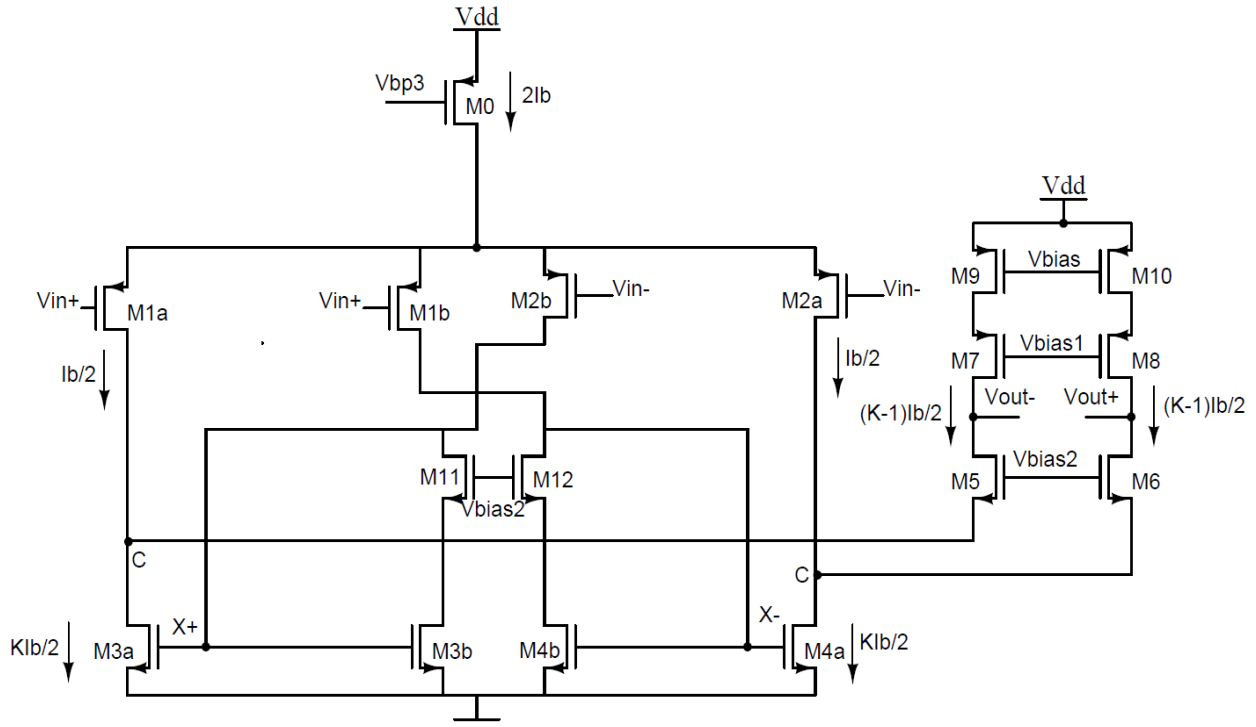 Vdd
Vbp3
M0
2Ib
Vdd
Vin+
M1a
Vin+
M1b
M2b
Vin-
M2a
Vin-
M9
Vbias
M10
Ib/2
Ib/2
M7
Vbias1
M8
(K-1)Ib/2
Vout-
Vout+
(K-1)Ib/2
M11
M12
Vbias2
M5
Vbias2
M6
C
C
KIb/2
M3a
X+
M3b
M4b
X-
M4a
KIb/2